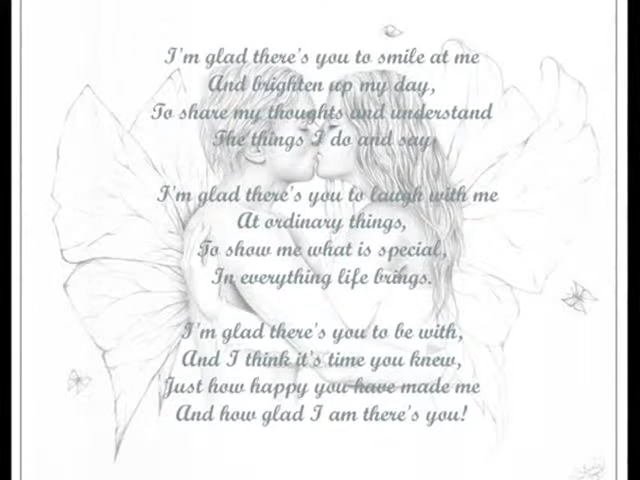 I'm glad there's you to smile at me
And brighten up my day,
To share my thoughts and understand
The things I do and say.
I'm glad there's you to laugh with me
At ordinary things,
To show me what is special,
In everything life brings.
I'm glad there's you to be with,
And I think it's time you knew,
Just how happy you have made me
And how glad I am there's you!